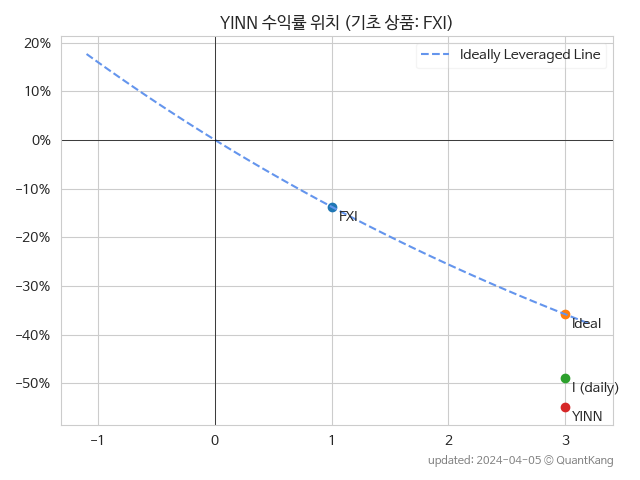 YINN 수익률 위치 (기초 상품: FXI)
Ideally Leveraged Line
20%
10%
0%
−10%
−20%
−30%
−40%
−50%
FXI
Ideal
I (daily)
YINN
−1
0
1
2
3
updated: 2024-04-05 © QuantKang